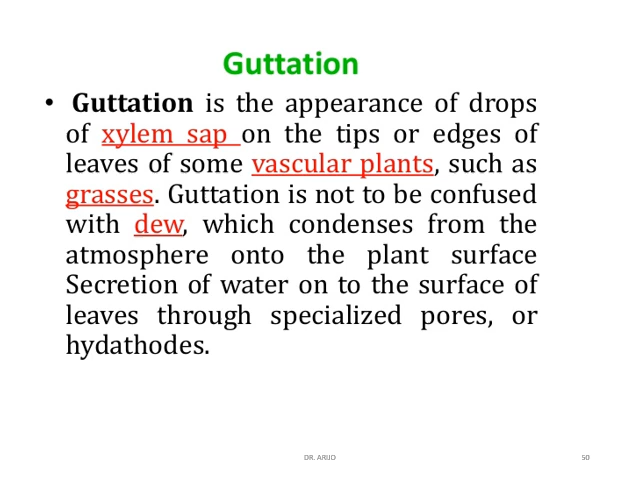 Guttation
• Guttation is the appearance of drops
of xylem sap on the tips or edges of
leaves of some vascular plants, such as
grasses. Guttation is not to be confused
with dew, which condenses from the
atmosphere onto the plant surface
Secretion of water on to the surface of
leaves through specialized pores, or
hydathodes.
DR. ARIJO 50